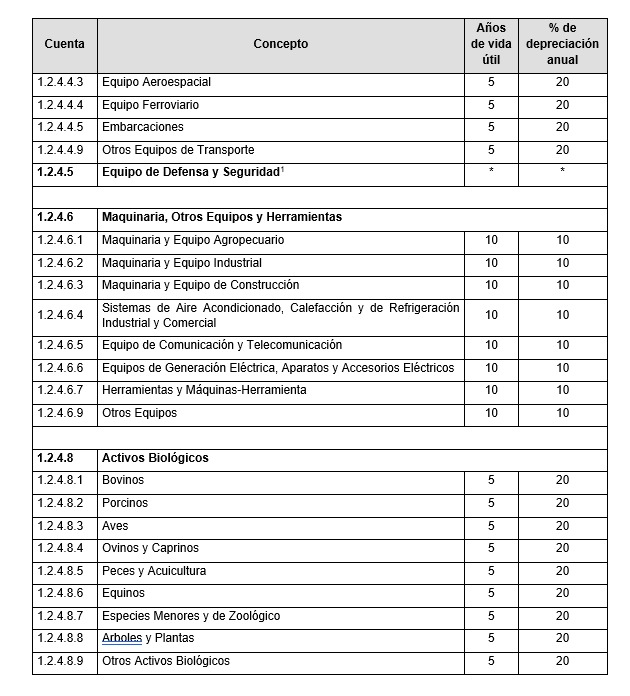 Cuenta Concepto Años de vida útil % de depreciación anual
1.2.4.4.3 Equipo Aeroespacial 5 20
1.2.4.4.4 Equipo Ferroviario 5 20
1.2.4.4.5 Embarcaciones 5 20
1.2.4.4.9 Otros Equipos de Transporte 5 20
1.2.4.5 Equipo de Defensa y Seguridad¹ * *
1.2.4.6 Maquinaria, Otros Equipos y Herramientas
1.2.4.6.1 Maquinaria y Equipo Agropecuario 10 10
1.2.4.6.2 Maquinaria y Equipo Industrial 10 10
1.2.4.6.3 Maquinaria y Equipo de Construcción 10 10
1.2.4.6.4 Sistemas de Aire Acondicionado, Calefacción y de Refrigeración
Industrial y Comercial 10 10
1.2.4.6.5 Equipo de Comunicación y Telecomunicación 10 10
1.2.4.6.6 Equipos de Generación Eléctrica, Aparatos y Accesorios Eléctricos 10 10
1.2.4.6.7 Herramientas y Máquinas-Herramienta 10 10
1.2.4.6.9 Otros Equipos 10 10
1.2.4.8 Activos Biológicos
1.2.4.8.1 Bovinos 5 20
1.2.4.8.2 Porcinos 5 20
1.2.4.8.3 Aves 5 20
1.2.4.8.4 Ovinos y Caprinos 5 20
1.2.4.8.5 Peces y Acuicultura 5 20
1.2.4.8.6 Equinos 5 20
1.2.4.8.7 Especies Menores y de Zoológico 5 20
1.2.4.8.8 Arboles y Plantas 5 20
1.2.4.8.9 Otros Activos Biológicos 5 20